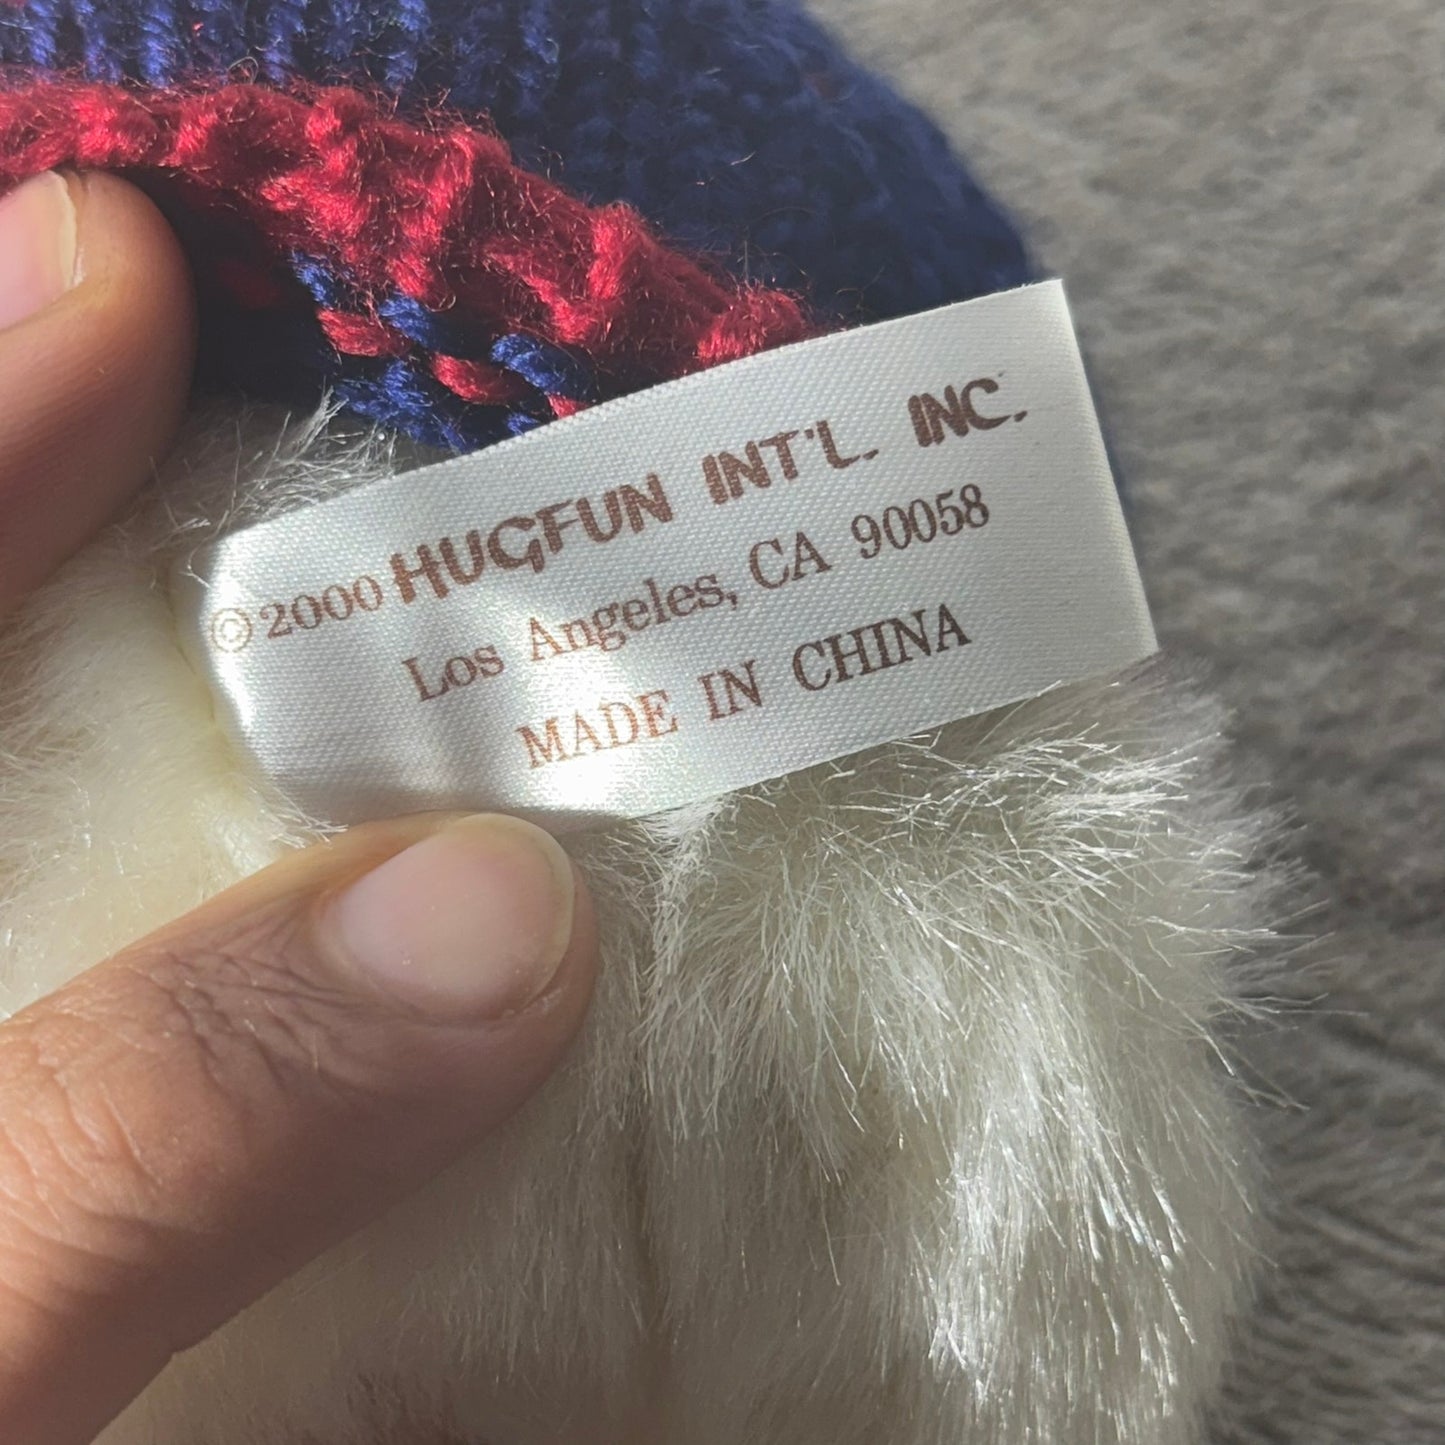 ©2000 HUGFUN INT'L. INC.
Los Angeles, CA 90058
MADE IN CHINA